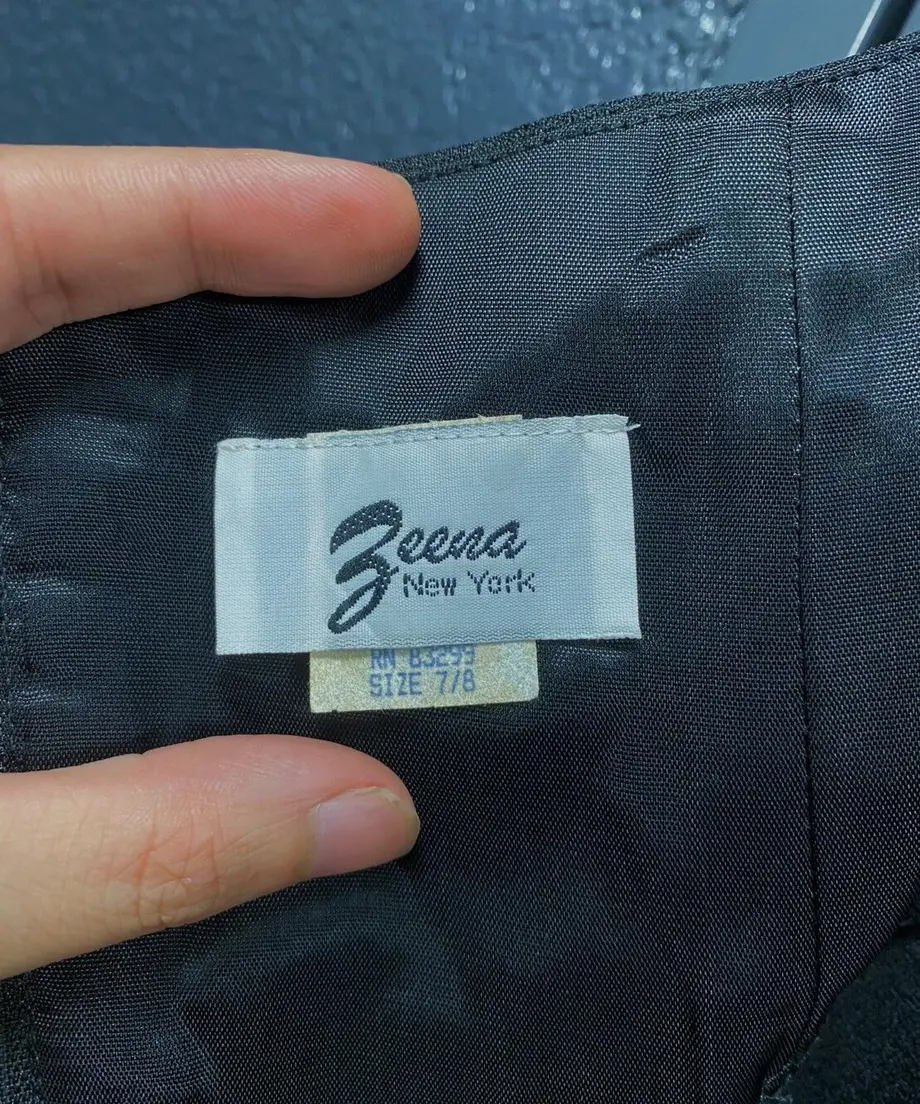 Zeena
New York
RN 83299
SIZE 7/8